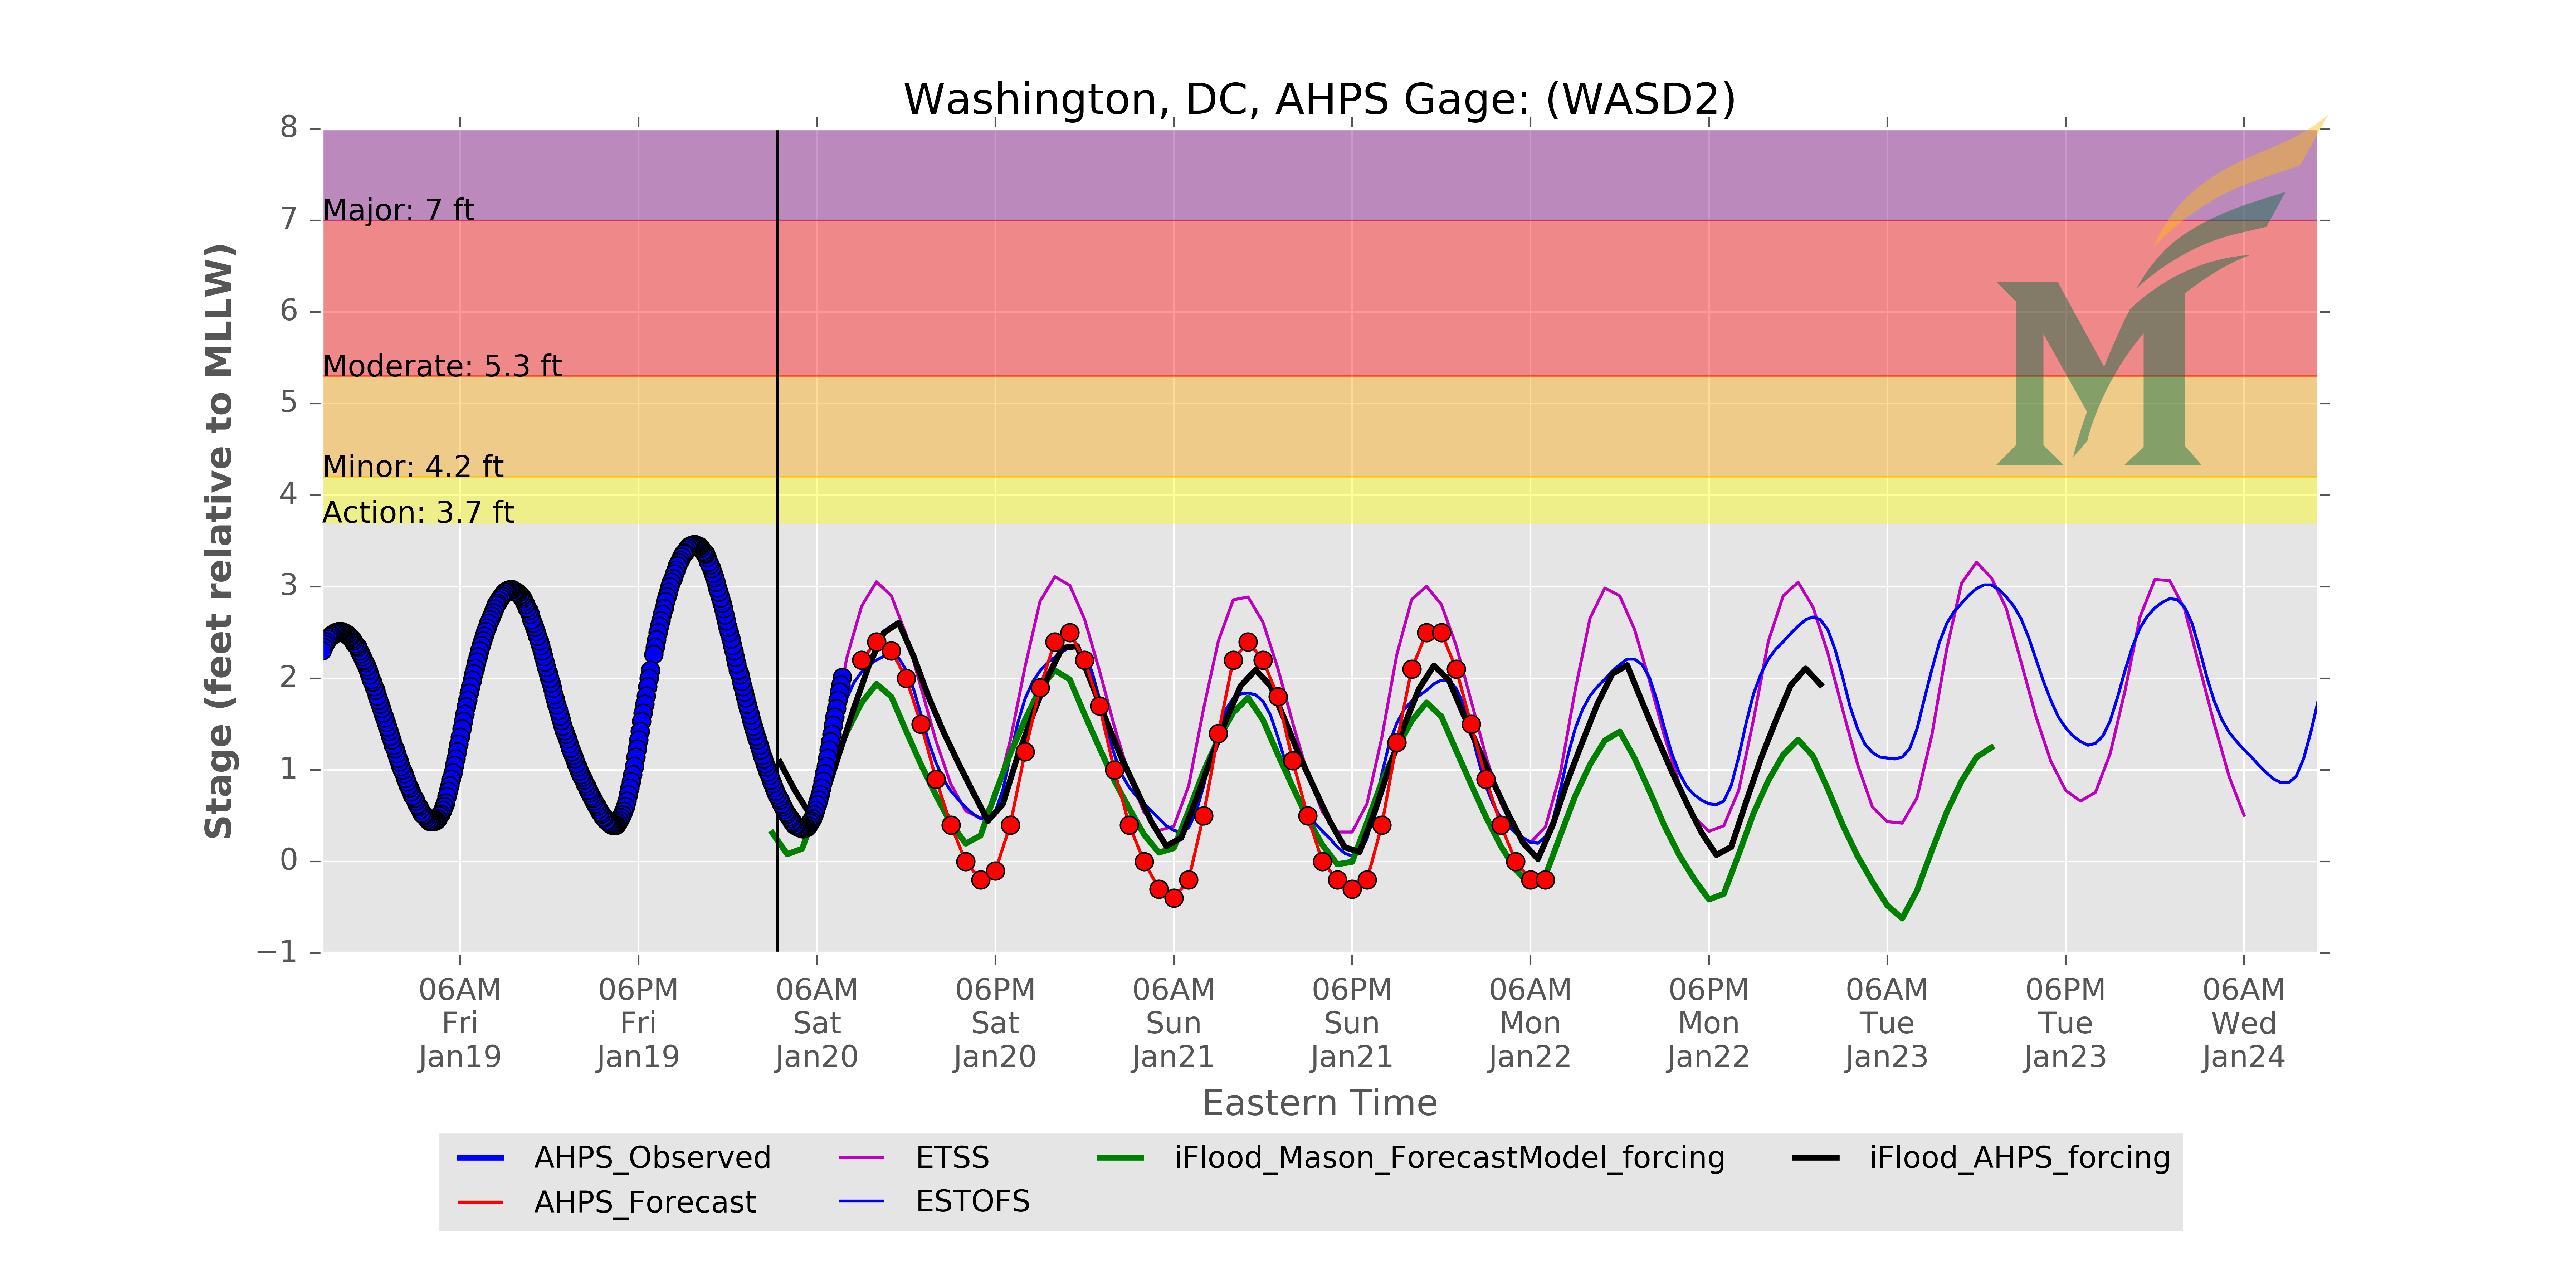 Washington, DC, AHPS Gage: (WASD2)
Stage (feet relative to MLLW)
8
7
6
5
4
3
2
1
0
−1
Major: 7 ft
Moderate: 5.3 ft
Minor: 4.2 ft
Action: 3.7 ft
06AM 06PM 06AM 06PM 06AM 06PM 06AM 06PM 06AM 06PM 06AM
Fri Fri Sat Sat Sun Sun Mon Mon Tue Tue Wed
Jan19 Jan19 Jan20 Jan20 Jan21 Jan21 Jan22 Jan22 Jan23 Jan23 Jan24
Eastern Time
AHPS_Observed ETSS iFlood_Mason_ForecastModel_forcing iFlood_AHPS_forcing
AHPS_Forecast ESTOFS